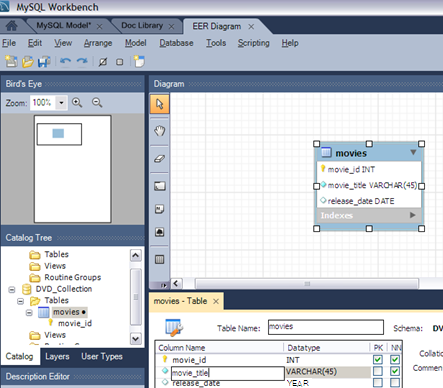 MySQL Workbench
MySQL Model*
Doc Library
EER Diagram
File Edit View Arrange Model Database Tools Scripting Help
Bird's Eye
Zoom: 100%
Diagram
movies
movie_id INT
movie_title VARCHAR(45)
release_date DATE
Indexes
Catalog Tree
Tables
Views
Routine Groups
DVD_Collection
Tables
movies
movie_id
Views
Routine Groups
Catalog Layers User Types
Description Editor
movies - Table
Table Name: movies Schema: DV
Column Name Datatype PK NN Collatio
movie_id INT Comment
movie_title VARCHAR(45)
release_date YEAR